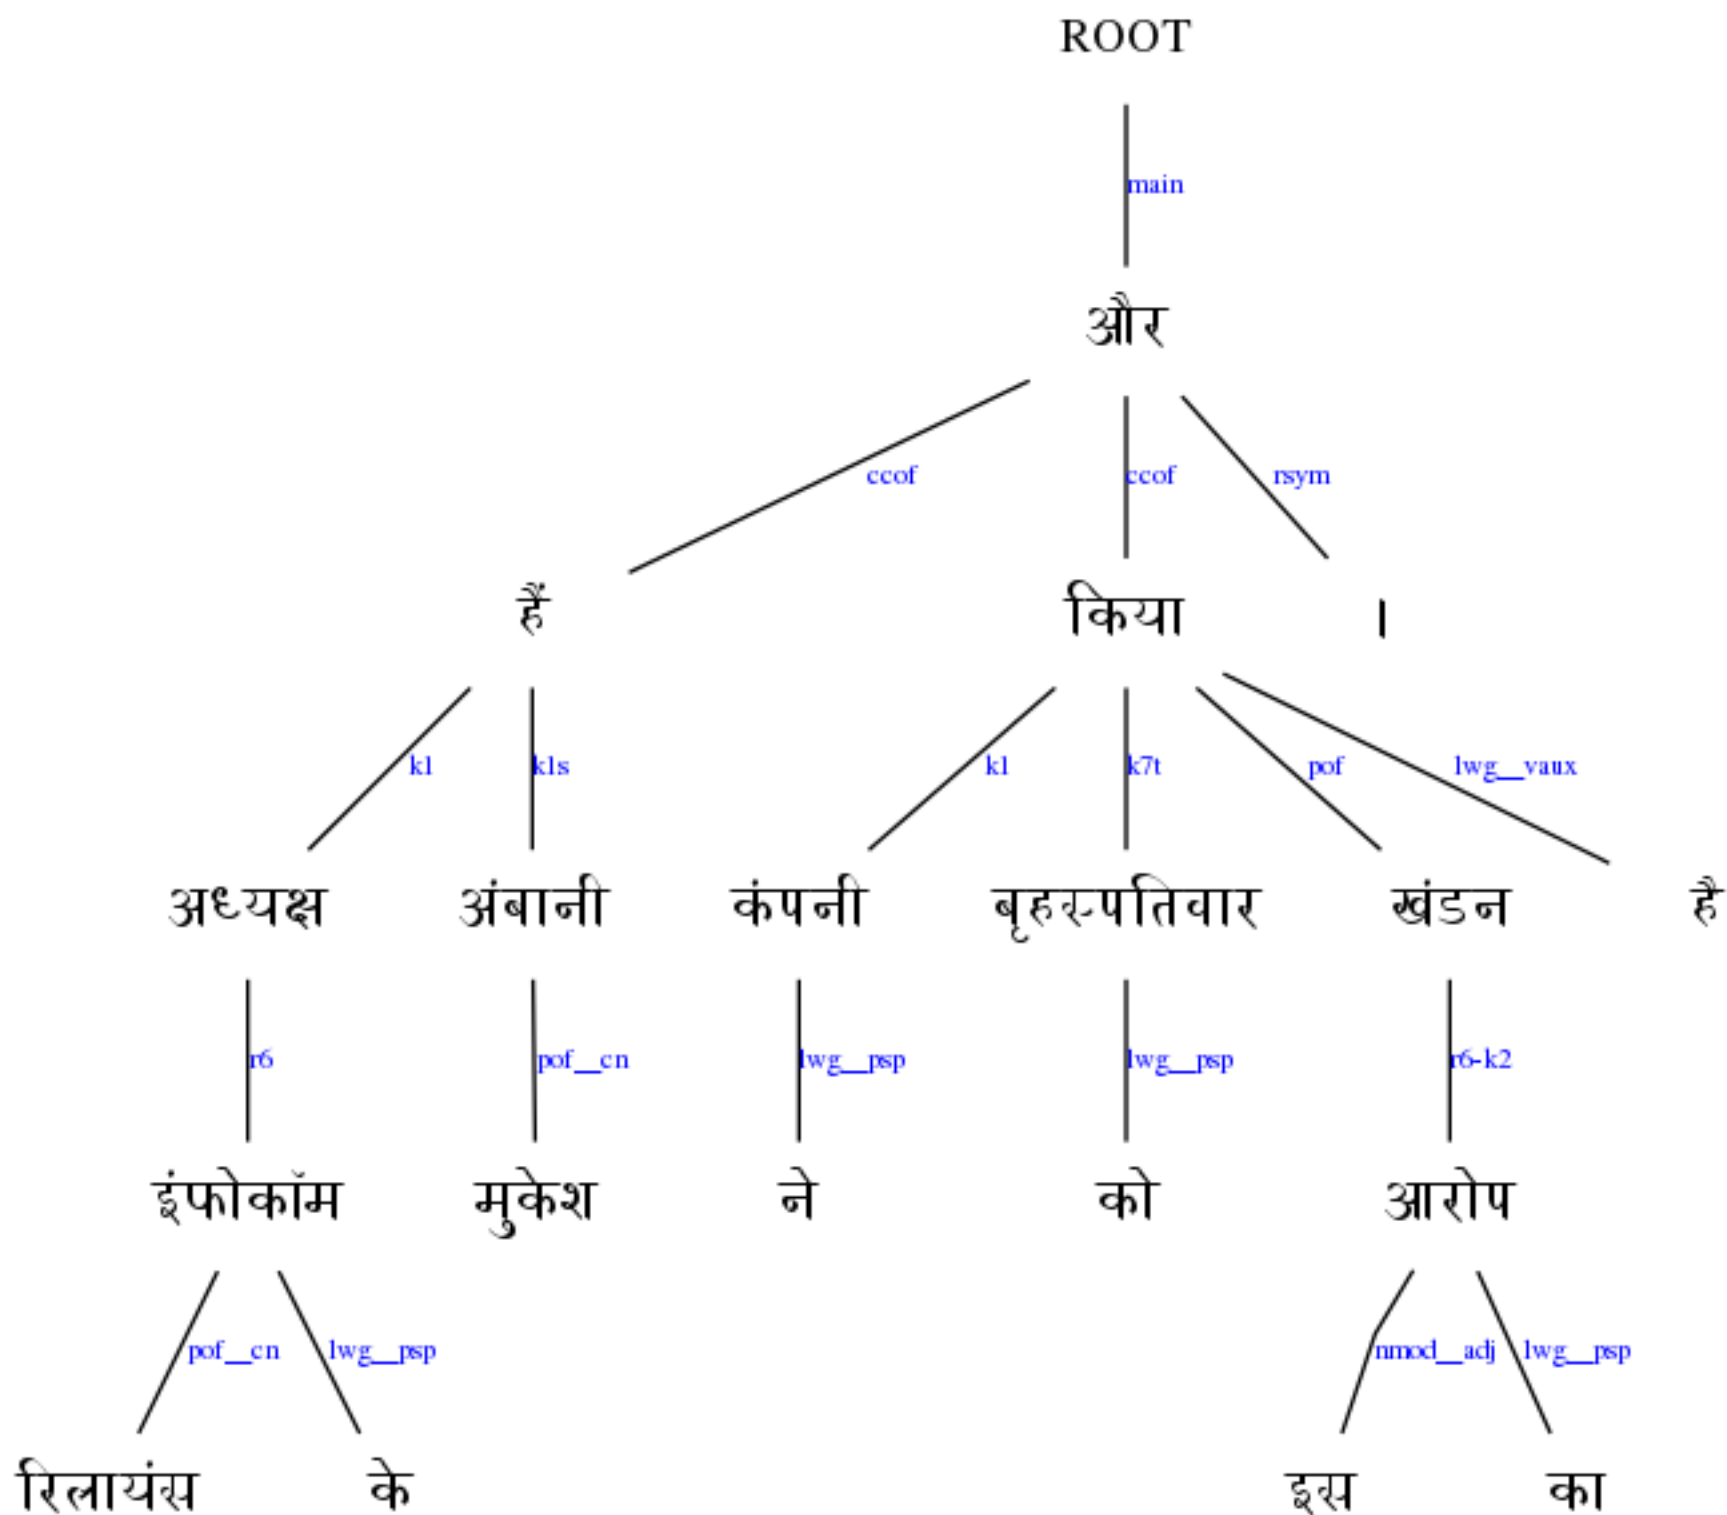 ROOT
main
और
ccof ccof rsym
हैं किया ।
k1 k1s k1 k7t pof lwg__vaux
अध्यक्ष अंबानी कंपनी बृहस्पतिवार खंडन है
r6 pof__cn lwg__psp lwg__psp r6-k2
इंफोकॉम मुकेश ने को आरोप
pof__cn lwg__psp nmod__adj lwg__psp
रिलायंस के इस का